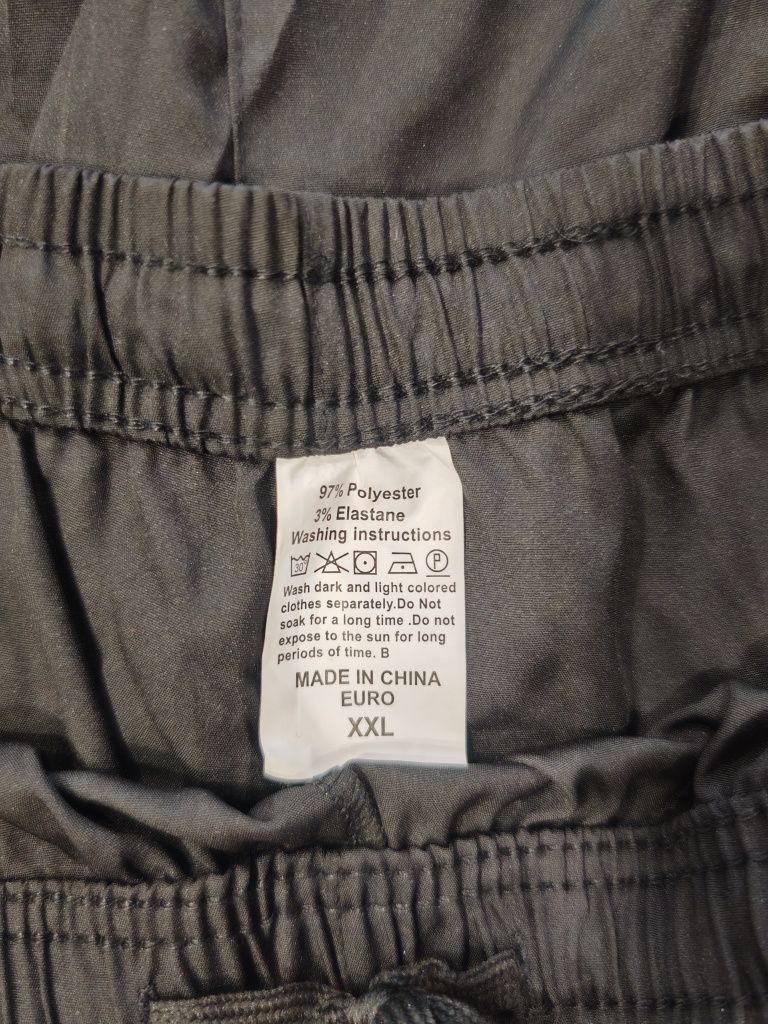 97% Polyester
3% Elastane
Washing instructions
30° P
Wash dark and light colored
clothes separately.Do Not
soak for a long time .Do not
expose to the sun for long
periods of time. B
MADE IN CHINA
EURO
XXL